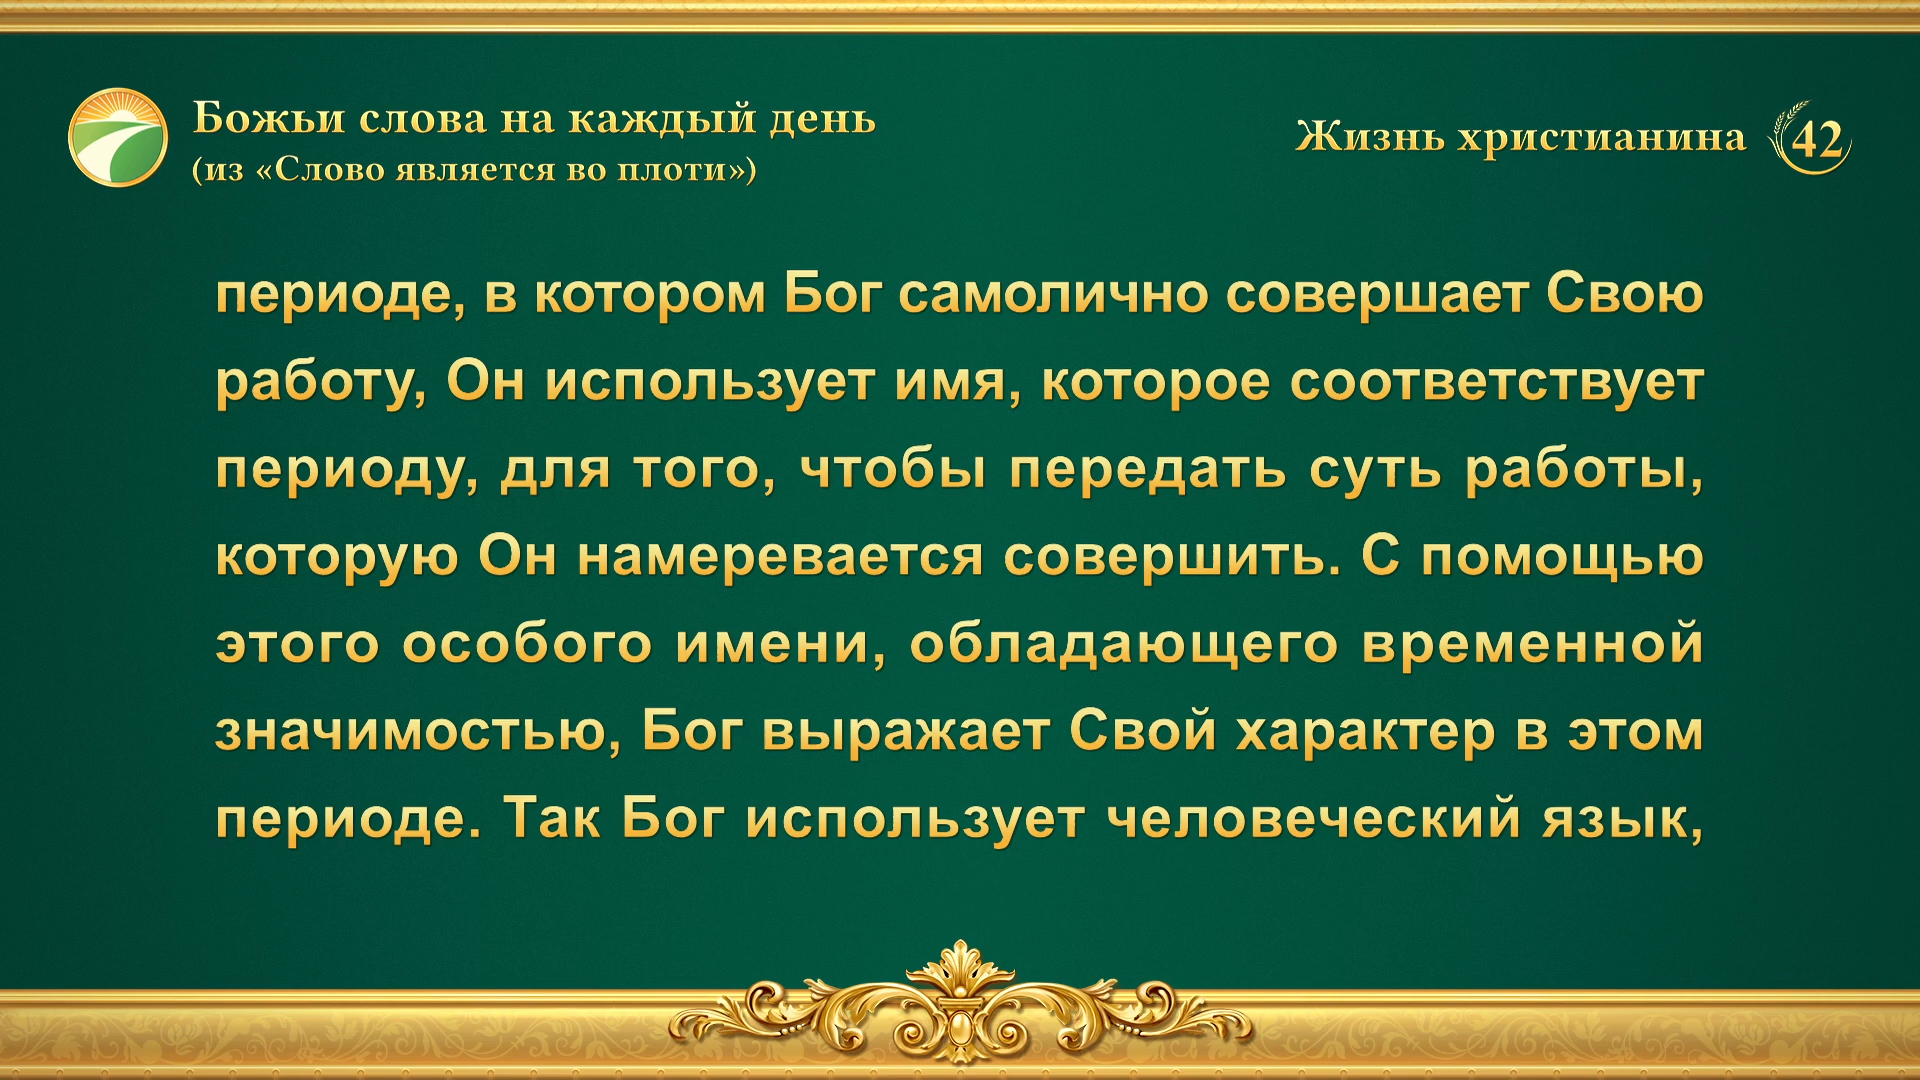 Божьи слова на каждый день
(из «Слово является во плоти»)
Жизнь христианина 42
периоде, в котором Бог самолично совершает Свою
работу, Он использует имя, которое соответствует
периоду, для того, чтобы передать суть работы,
которую Он намеревается совершить. С помощью
этого особого имени, обладающего временной
значимостью, Бог выражает Свой характер в этом
периоде. Так Бог использует человеческий язык,